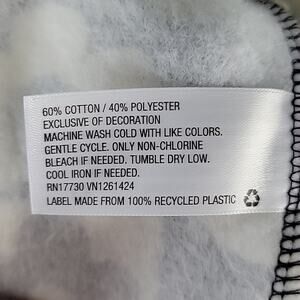 60% COTTON / 40% POLYESTER
EXCLUSIVE OF DECORATION
MACHINE WASH COLD WITH LIKE COLORS.
GENTLE CYCLE. ONLY NON-CHLORINE
BLEACH IF NEEDED. TUMBLE DRY LOW.
COOL IRON IF NEEDED.
RN17730 VN1261424
LABEL MADE FROM 100% RECYCLED PLASTIC